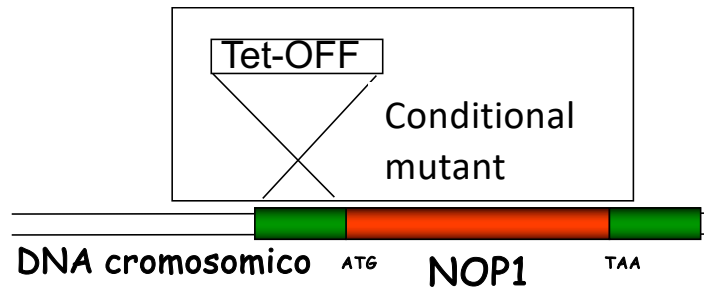 Tet-OFF
Conditional
mutant
DNA cromosomico ATG NOP1 TAA